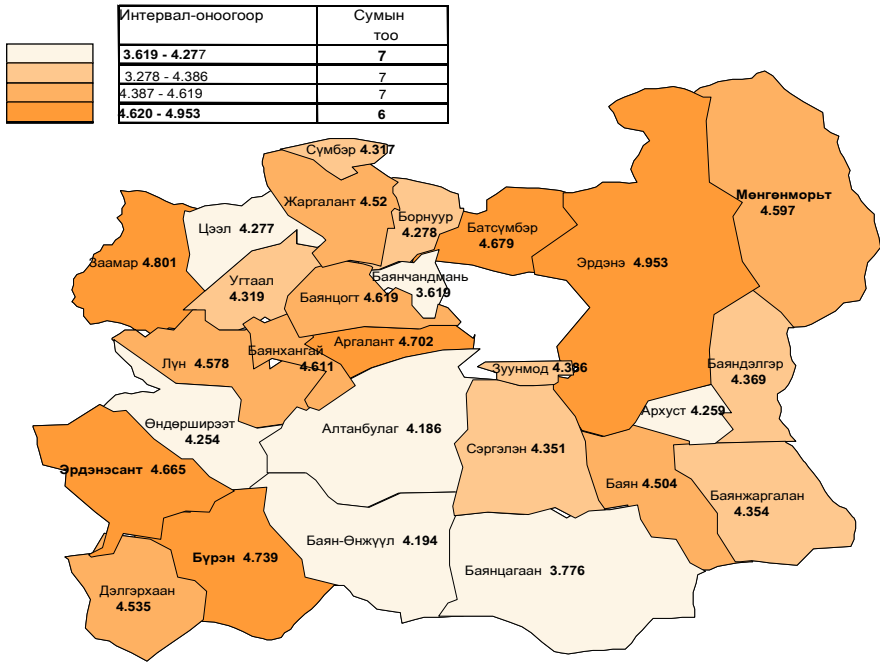 Интервал-оноогоор Сумын
тоо
3.619 - 4.277 7
3.278 - 4.386 7
4.387 - 4.619 7
4.620 - 4.953 6
Сүмбэр 4.317
Жаргалант 4.52
Мөнгөнморьт
4.597
Борнуур
4.278
Батсүмбэр
4.679
Цээл
4.277
Заамар 4.801
Эрдэнэ 4.953
Угтаал
4.319
Баянчандмань
3.619
Баянцогт 4.619
Аргалант 4.702
Лүн 4.578
Баянхангай
4.611
Зуунмод 4.386
Баяндэлгэр
4.369
Архуст 4.259
Өндөрширээт
4.254
Алтанбулаг 4.186
Сэргэлэн 4.351
Эрдэнэсант 4.665
Баян 4.504
Баянжаргалан
4.354
Баян-Өнжүүл 4.194
Бүрэн 4.739
Баянцагаан 3.776
Дэлгэрхаан
4.535